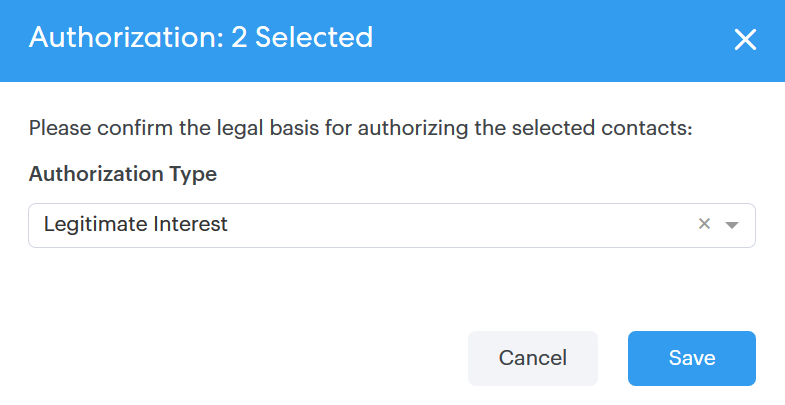 Authorization: 2 Selected
Please confirm the legal basis for authorizing the selected contacts:
Authorization Type
Legitimate Interest
Cancel
Save